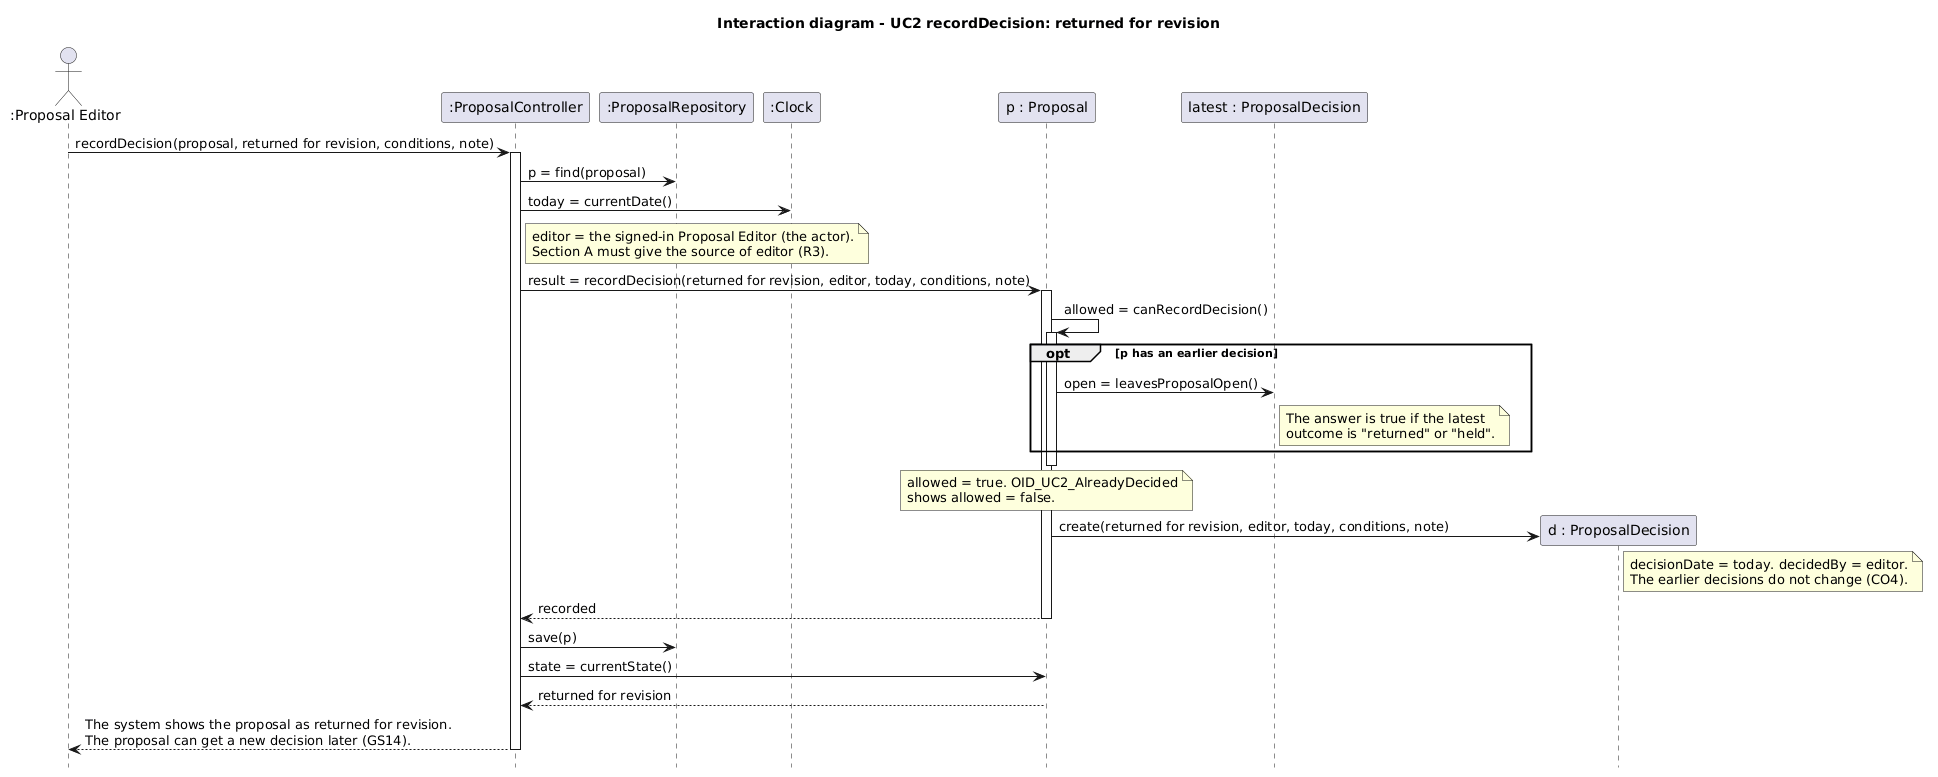 Interaction diagram - UC2 recordDecision: returned for revision
:Proposal Editor
:ProposalController
:ProposalRepository
:Clock
p : Proposal
latest : ProposalDecision
recordDecision(proposal, returned for revision, conditions, note)
p = find(proposal)
today = currentDate()
editor = the signed-in Proposal Editor (the actor).
Section A must give the source of editor (R3).
result = recordDecision(returned for revision, editor, today, conditions, note)
allowed = canRecordDecision()
opt
[p has an earlier decision]
open = leavesProposalOpen()
The answer is true if the latest
outcome is "returned" or "held".
allowed = true. OID_UC2_AlreadyDecided
shows allowed = false.
create(returned for revision, editor, today, conditions, note)
d : ProposalDecision
decisionDate = today. decidedBy = editor.
The earlier decisions do not change (CO4).
recorded
save(p)
state = currentState()
returned for revision
The system shows the proposal as returned for revision.
The proposal can get a new decision later (GS14).